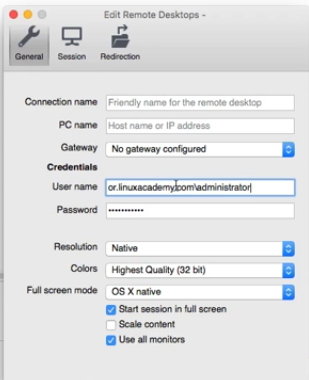 Edit Remote Desktops -
General Session Redirection
Connection name Friendly name for the remote desktop
PC name Host name or IP address
Gateway No gateway configured
Credentials
User name or.linuxacademy.com\administrator
Password ••••••••••••
Resolution Native
Colors Highest Quality (32 bit)
Full screen mode OS X native
Start session in full screen
Scale content
Use all monitors